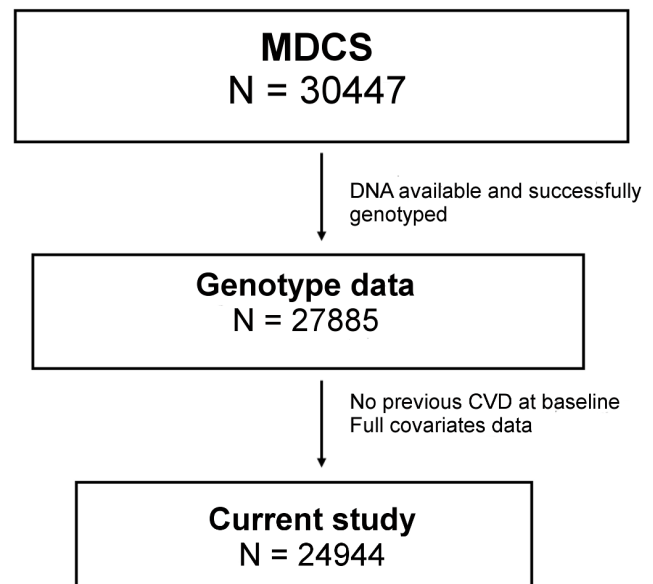 MDCS
N = 30447
DNA available and successfully
genotyped
Genotype data
N = 27885
No previous CVD at baseline
Full covariates data
Current study
N = 24944